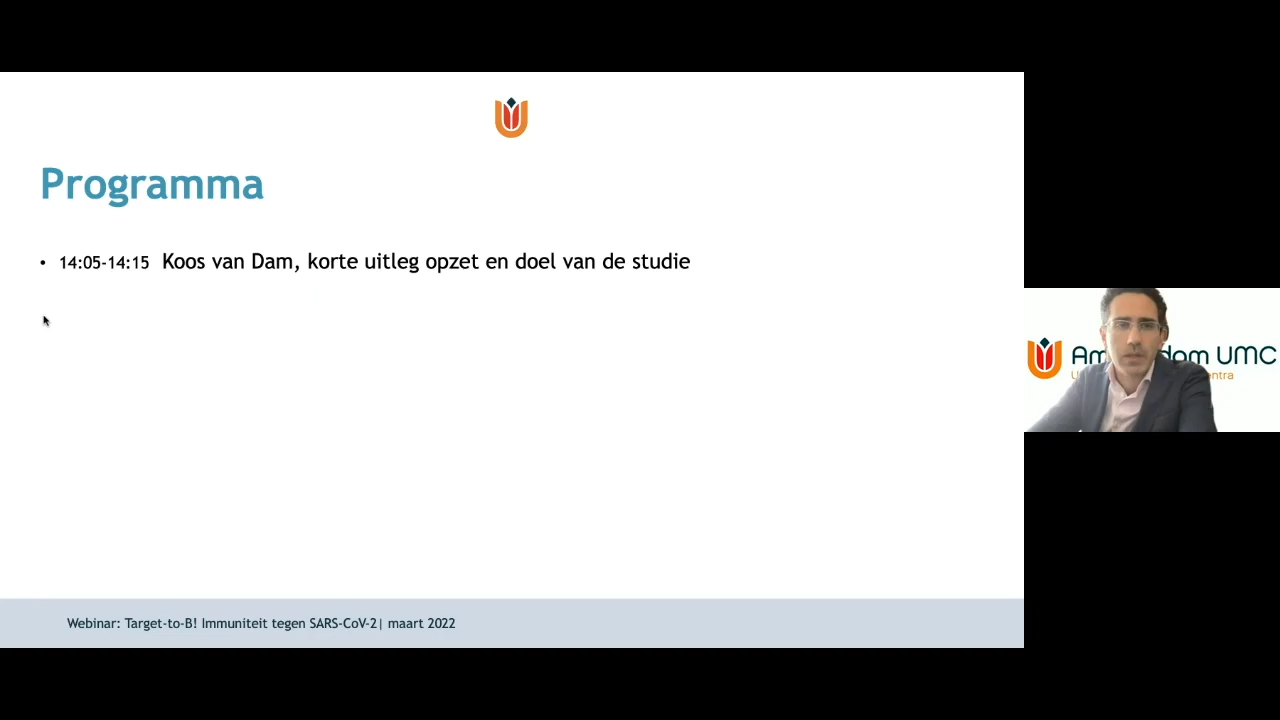 Programma
• 14:05-14:15 Koos van Dam, korte uitleg opzet en doel van de studie
UMC
Webinar: Target-to-B! Immuniteit tegen SARS-CoV-2| maart 2022